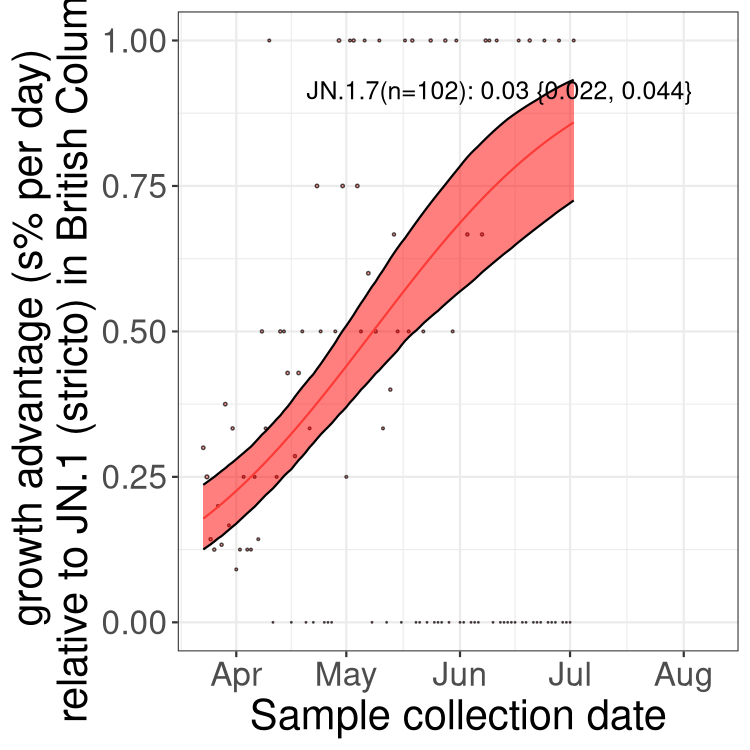 growth advantage (s% per day)
relative to JN.1 (stricto) in British Colum
1.00
0.75
0.50
0.25
0.00
JN.1.7(n=102): 0.03 {0.022, 0.044}
Apr May Jun Jul Aug
Sample collection date